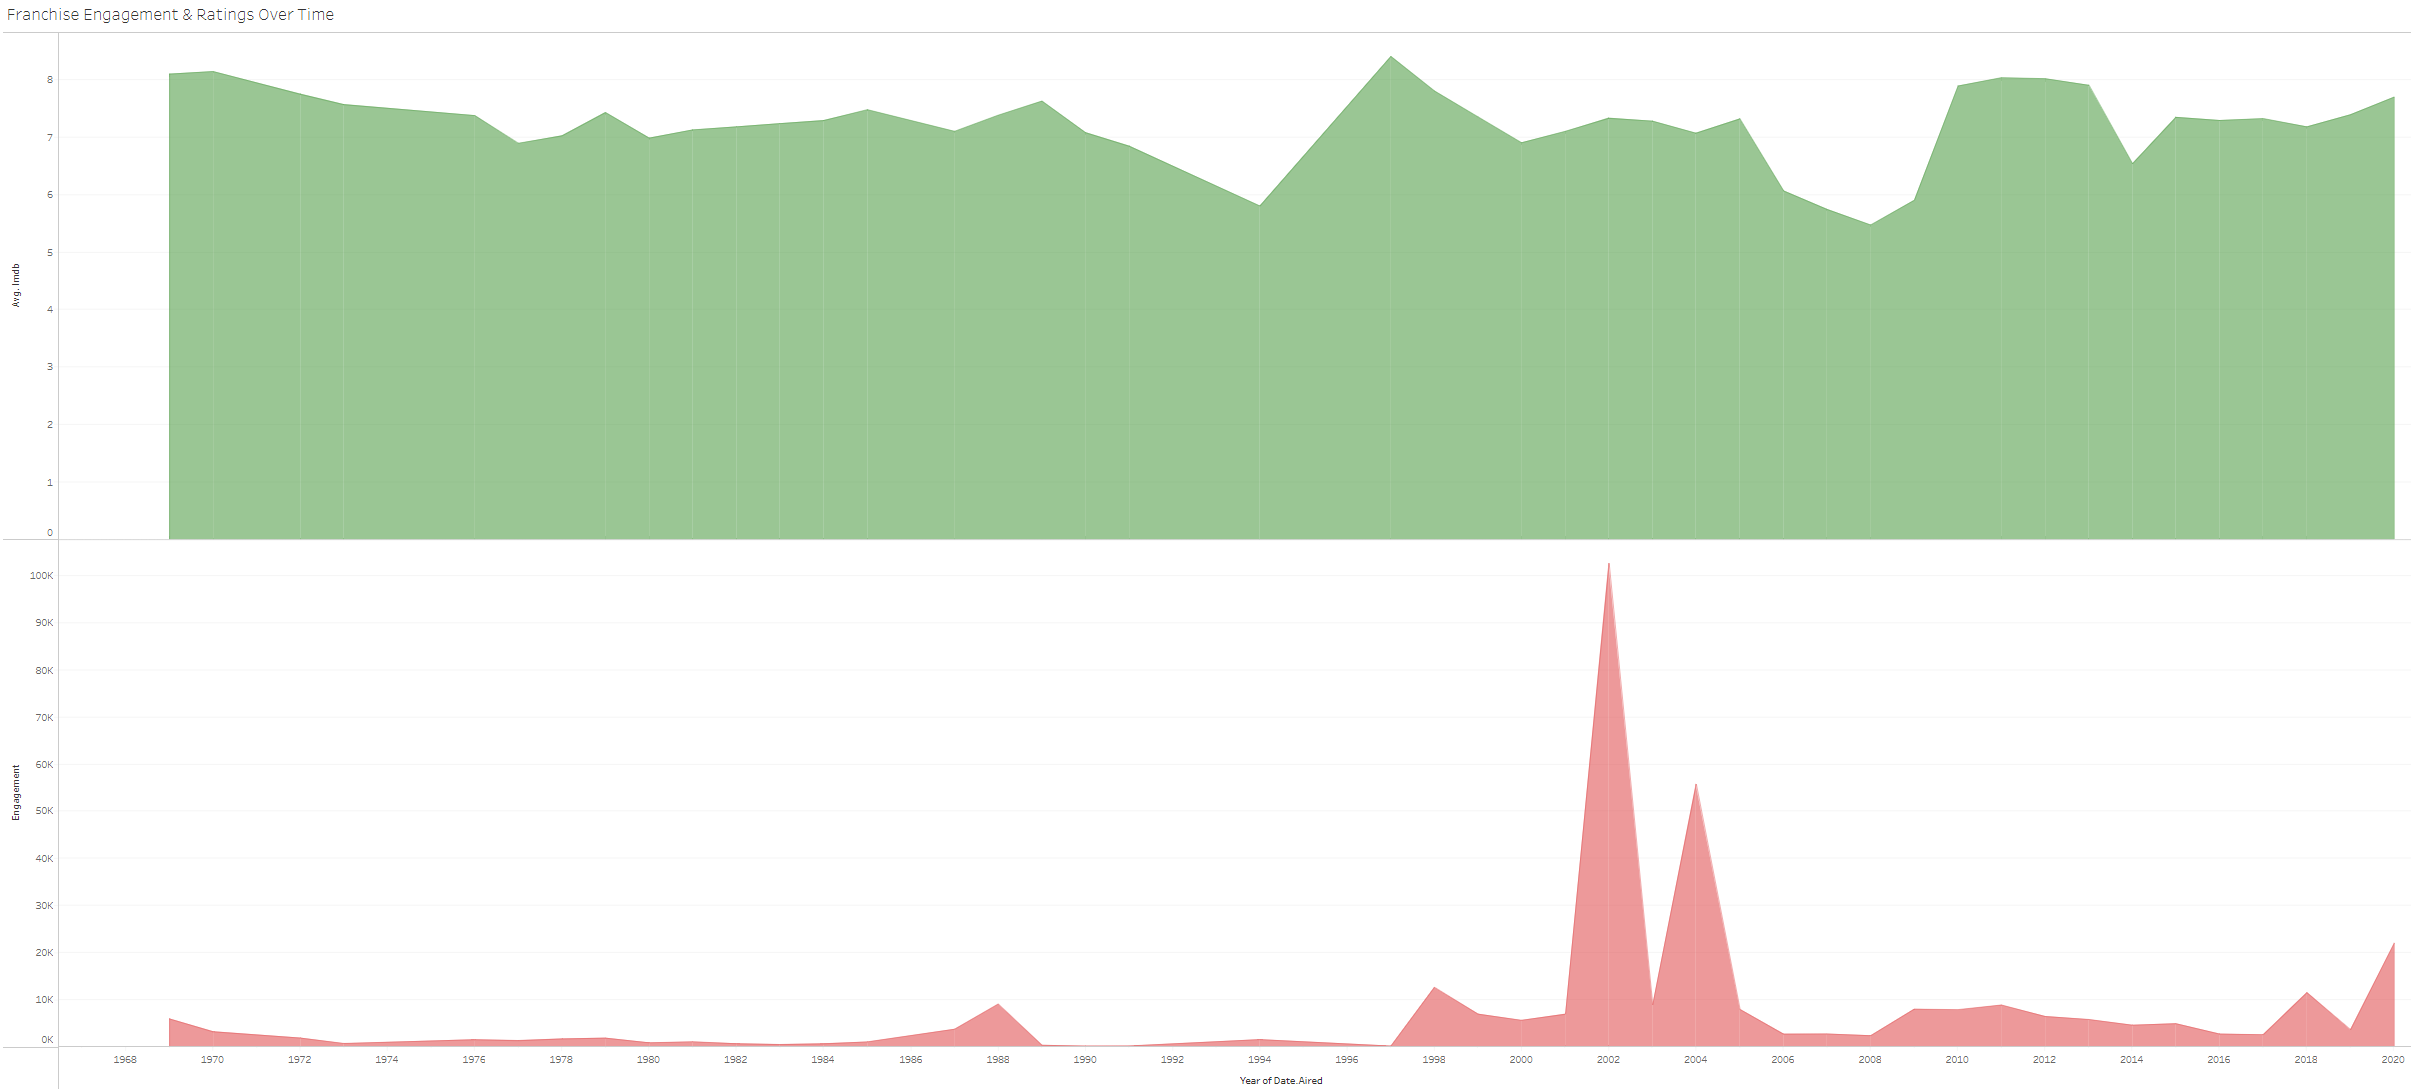 Franchise Engagement & Ratings Over Time
8
7
6
5
4
3
2
1
0
Avg. Imdb
100K
90K
80K
70K
60K
50K
40K
30K
20K
10K
0K
Engagement
1968 1970 1972 1974 1976 1978 1980 1982 1984 1986 1988 1990 1992 1994 1996 1998 2000 2002 2004 2006 2008 2010 2012 2014 2016 2018 2020
Year of Date.Aired